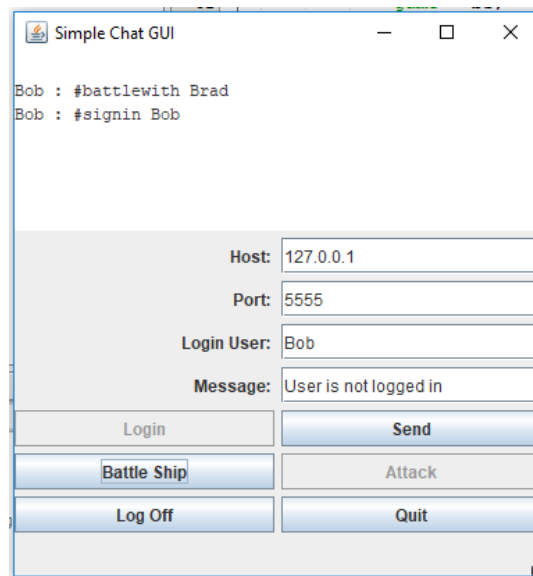 Simple Chat GUI
Bob : #battlewith Brad
Bob : #signin Bob
Host: 127.0.0.1
Port: 5555
Login User: Bob
Message: User is not logged in
Login Send
Battle Ship Attack
Log Off Quit